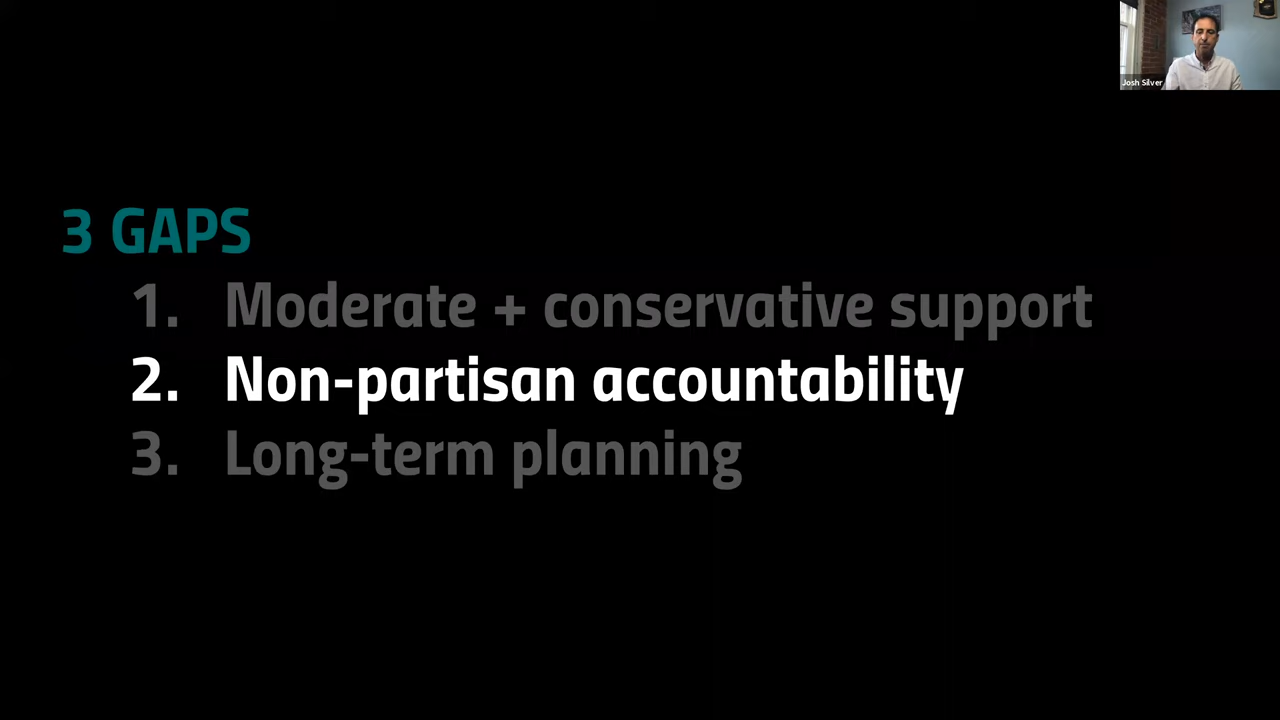 Josh Silver
3 GAPS
1. Moderate + conservative support
2. Non-partisan accountability
3. Long-term planning